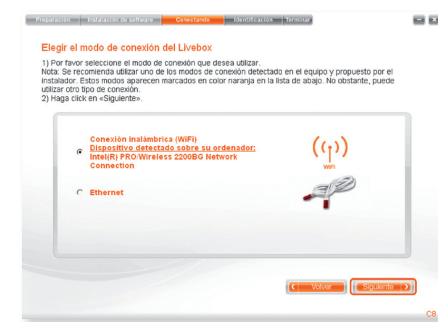 Preparación
Instalación de software
Conectando
Identificación
Terminar
Elegir el modo de conexión del Livebox
1) Por favor seleccione el modo de conexión que desea utilizar.
Nota: Se recomienda utilizar uno de los modos de conexión detectado en el equipo y propuesto por el
instalador. Estos modos aparecen marcados en color naranja en la lista de abajo. No obstante, puede
utilizar otro tipo de conexión.
2) Haga click en «Siguiente».
Conexión inalámbrica (WiFi)
Dispositivo detectado sobre su ordenador:
Intel(R) PRO/Wireless 2200BG Network
Connection
WiFi
Ethernet
Volver
Siguiente
C8